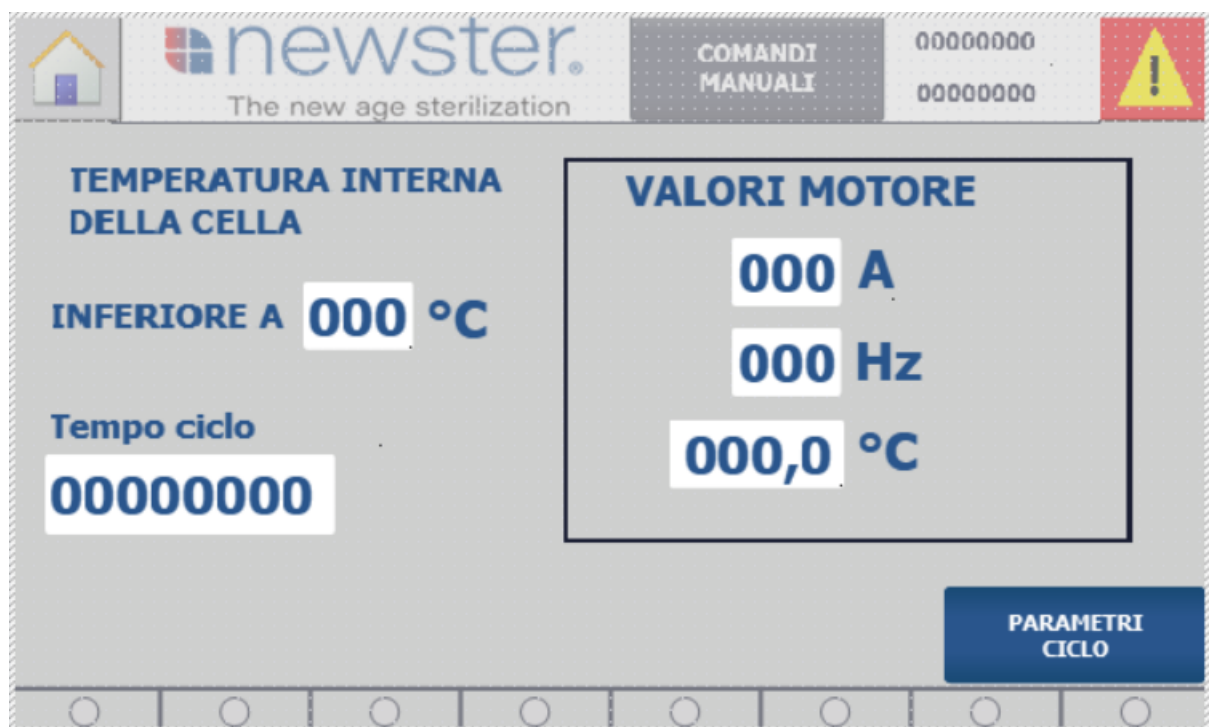 newster.
The new age sterilization
COMANDI
MANUALI
00000000
00000000
!
TEMPERATURA INTERNA
DELLA CELLA
INFERIORE A 000 °C
Tempo ciclo
00000000
VALORI MOTORE
000 A
000 Hz
000,0 °C
PARAMETRI
CICLO